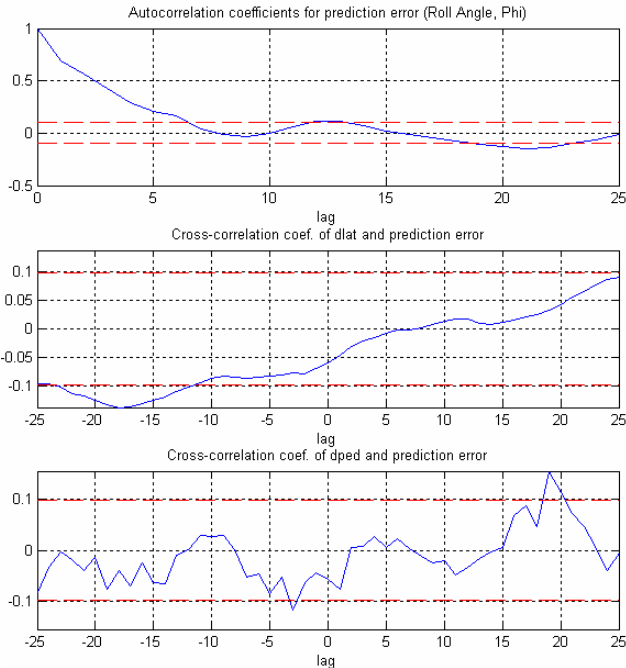 Autocorrelation coefficients for prediction error (Roll Angle, Phi)
1
0.5
0
-0.5
0 5 10 15 20 25
lag
Cross-correlation coef. of dlat and prediction error
0.1
0.05
0
-0.05
-0.1
-25 -20 -15 -10 -5 0 5 10 15 20 25
lag
Cross-correlation coef. of dped and prediction error
0.1
0
-0.1
-25 -20 -15 -10 -5 0 5 10 15 20 25
lag